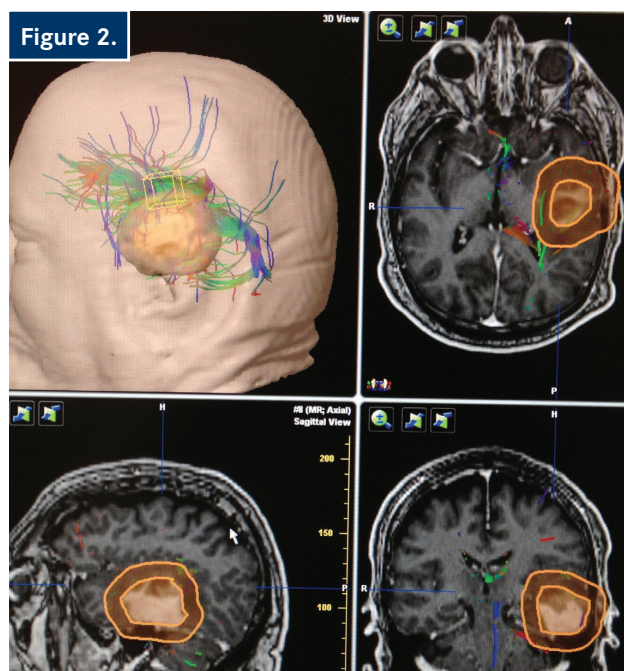 Figure 2.
3D View
A
R
P
H
#8 (MR; Axial)
Sagittal View
200
150
100
P
H
R